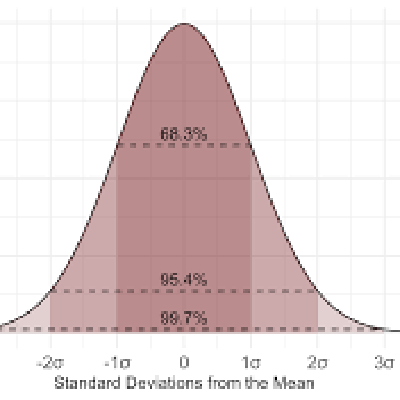 68.3%
95.4%
99.7%
-2σ -1σ 0 1σ 2σ 3σ
Standard Deviations from the Mean